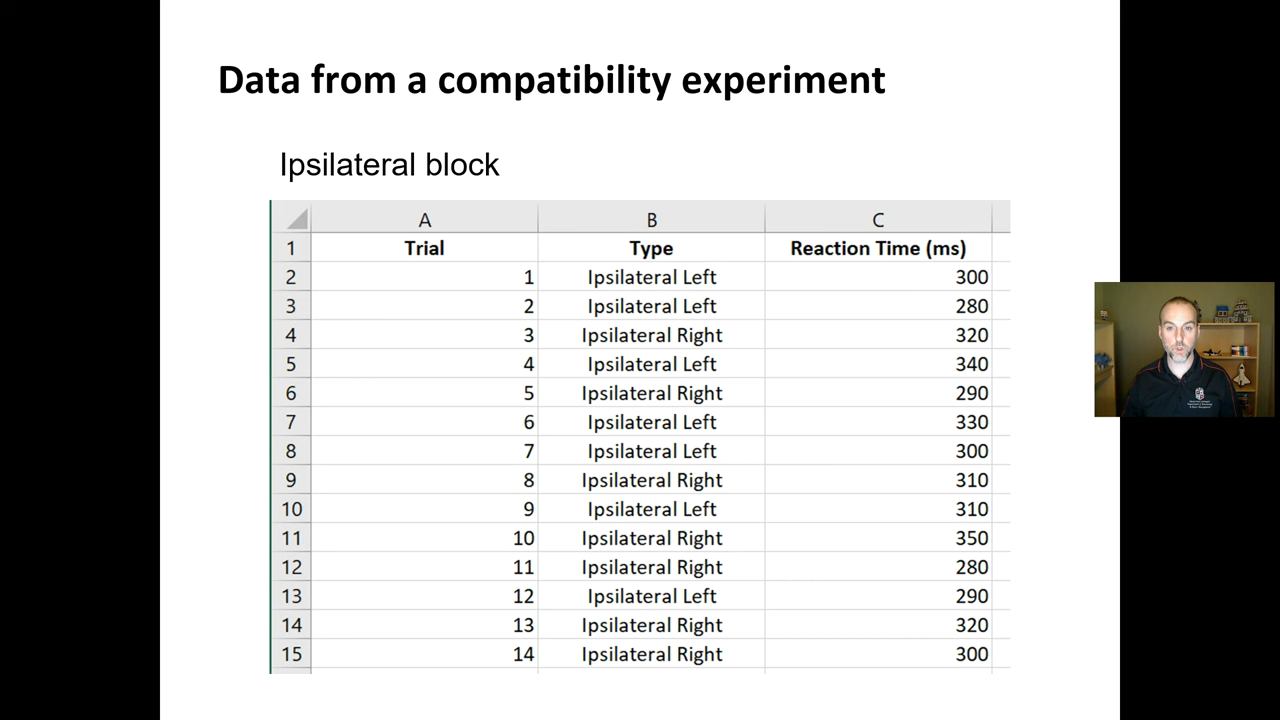 Data from a compatibility experiment
Ipsilateral block
A B C
1 Trial Type Reaction Time (ms)
2 1 Ipsilateral Left 300
3 2 Ipsilateral Left 280
4 3 Ipsilateral Right 320
5 4 Ipsilateral Left 340
6 5 Ipsilateral Right 290
7 6 Ipsilateral Left 330
8 7 Ipsilateral Left 300
9 8 Ipsilateral Right 310
10 9 Ipsilateral Left 310
11 10 Ipsilateral Right 350
12 11 Ipsilateral Right 280
13 12 Ipsilateral Left 290
14 13 Ipsilateral Right 320
15 14 Ipsilateral Right 300